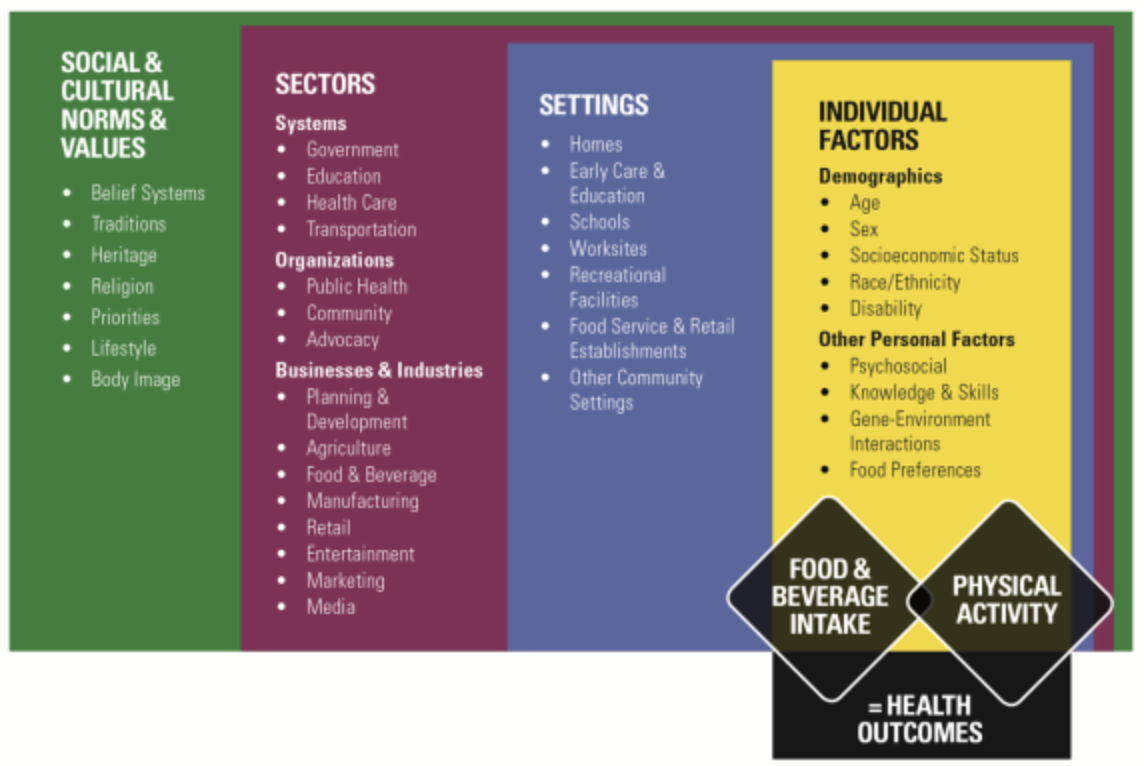 SOCIAL &
CULTURAL
NORMS &
VALUES
• Belief Systems
• Traditions
• Heritage
• Religion
• Priorities
• Lifestyle
• Body Image
SECTORS
Systems
• Government
• Education
• Health Care
• Transportation
Organizations
• Public Health
• Community
• Advocacy
Businesses & Industries
• Planning &
Development
• Agriculture
• Food & Beverage
• Manufacturing
• Retail
• Entertainment
• Marketing
• Media
SETTINGS
• Homes
• Early Care &
Education
• Schools
• Worksites
• Recreational
Facilities
• Food Service & Retail
Establishments
• Other Community
Settings
INDIVIDUAL
FACTORS
Demographics
• Age
• Sex
• Socioeconomic Status
• Race/Ethnicity
• Disability
Other Personal Factors
• Psychosocial
• Knowledge & Skills
• Gene-Environment
Interactions
• Food Preferences
FOOD &
BEVERAGE
INTAKE
PHYSICAL
ACTIVITY
= HEALTH
OUTCOMES